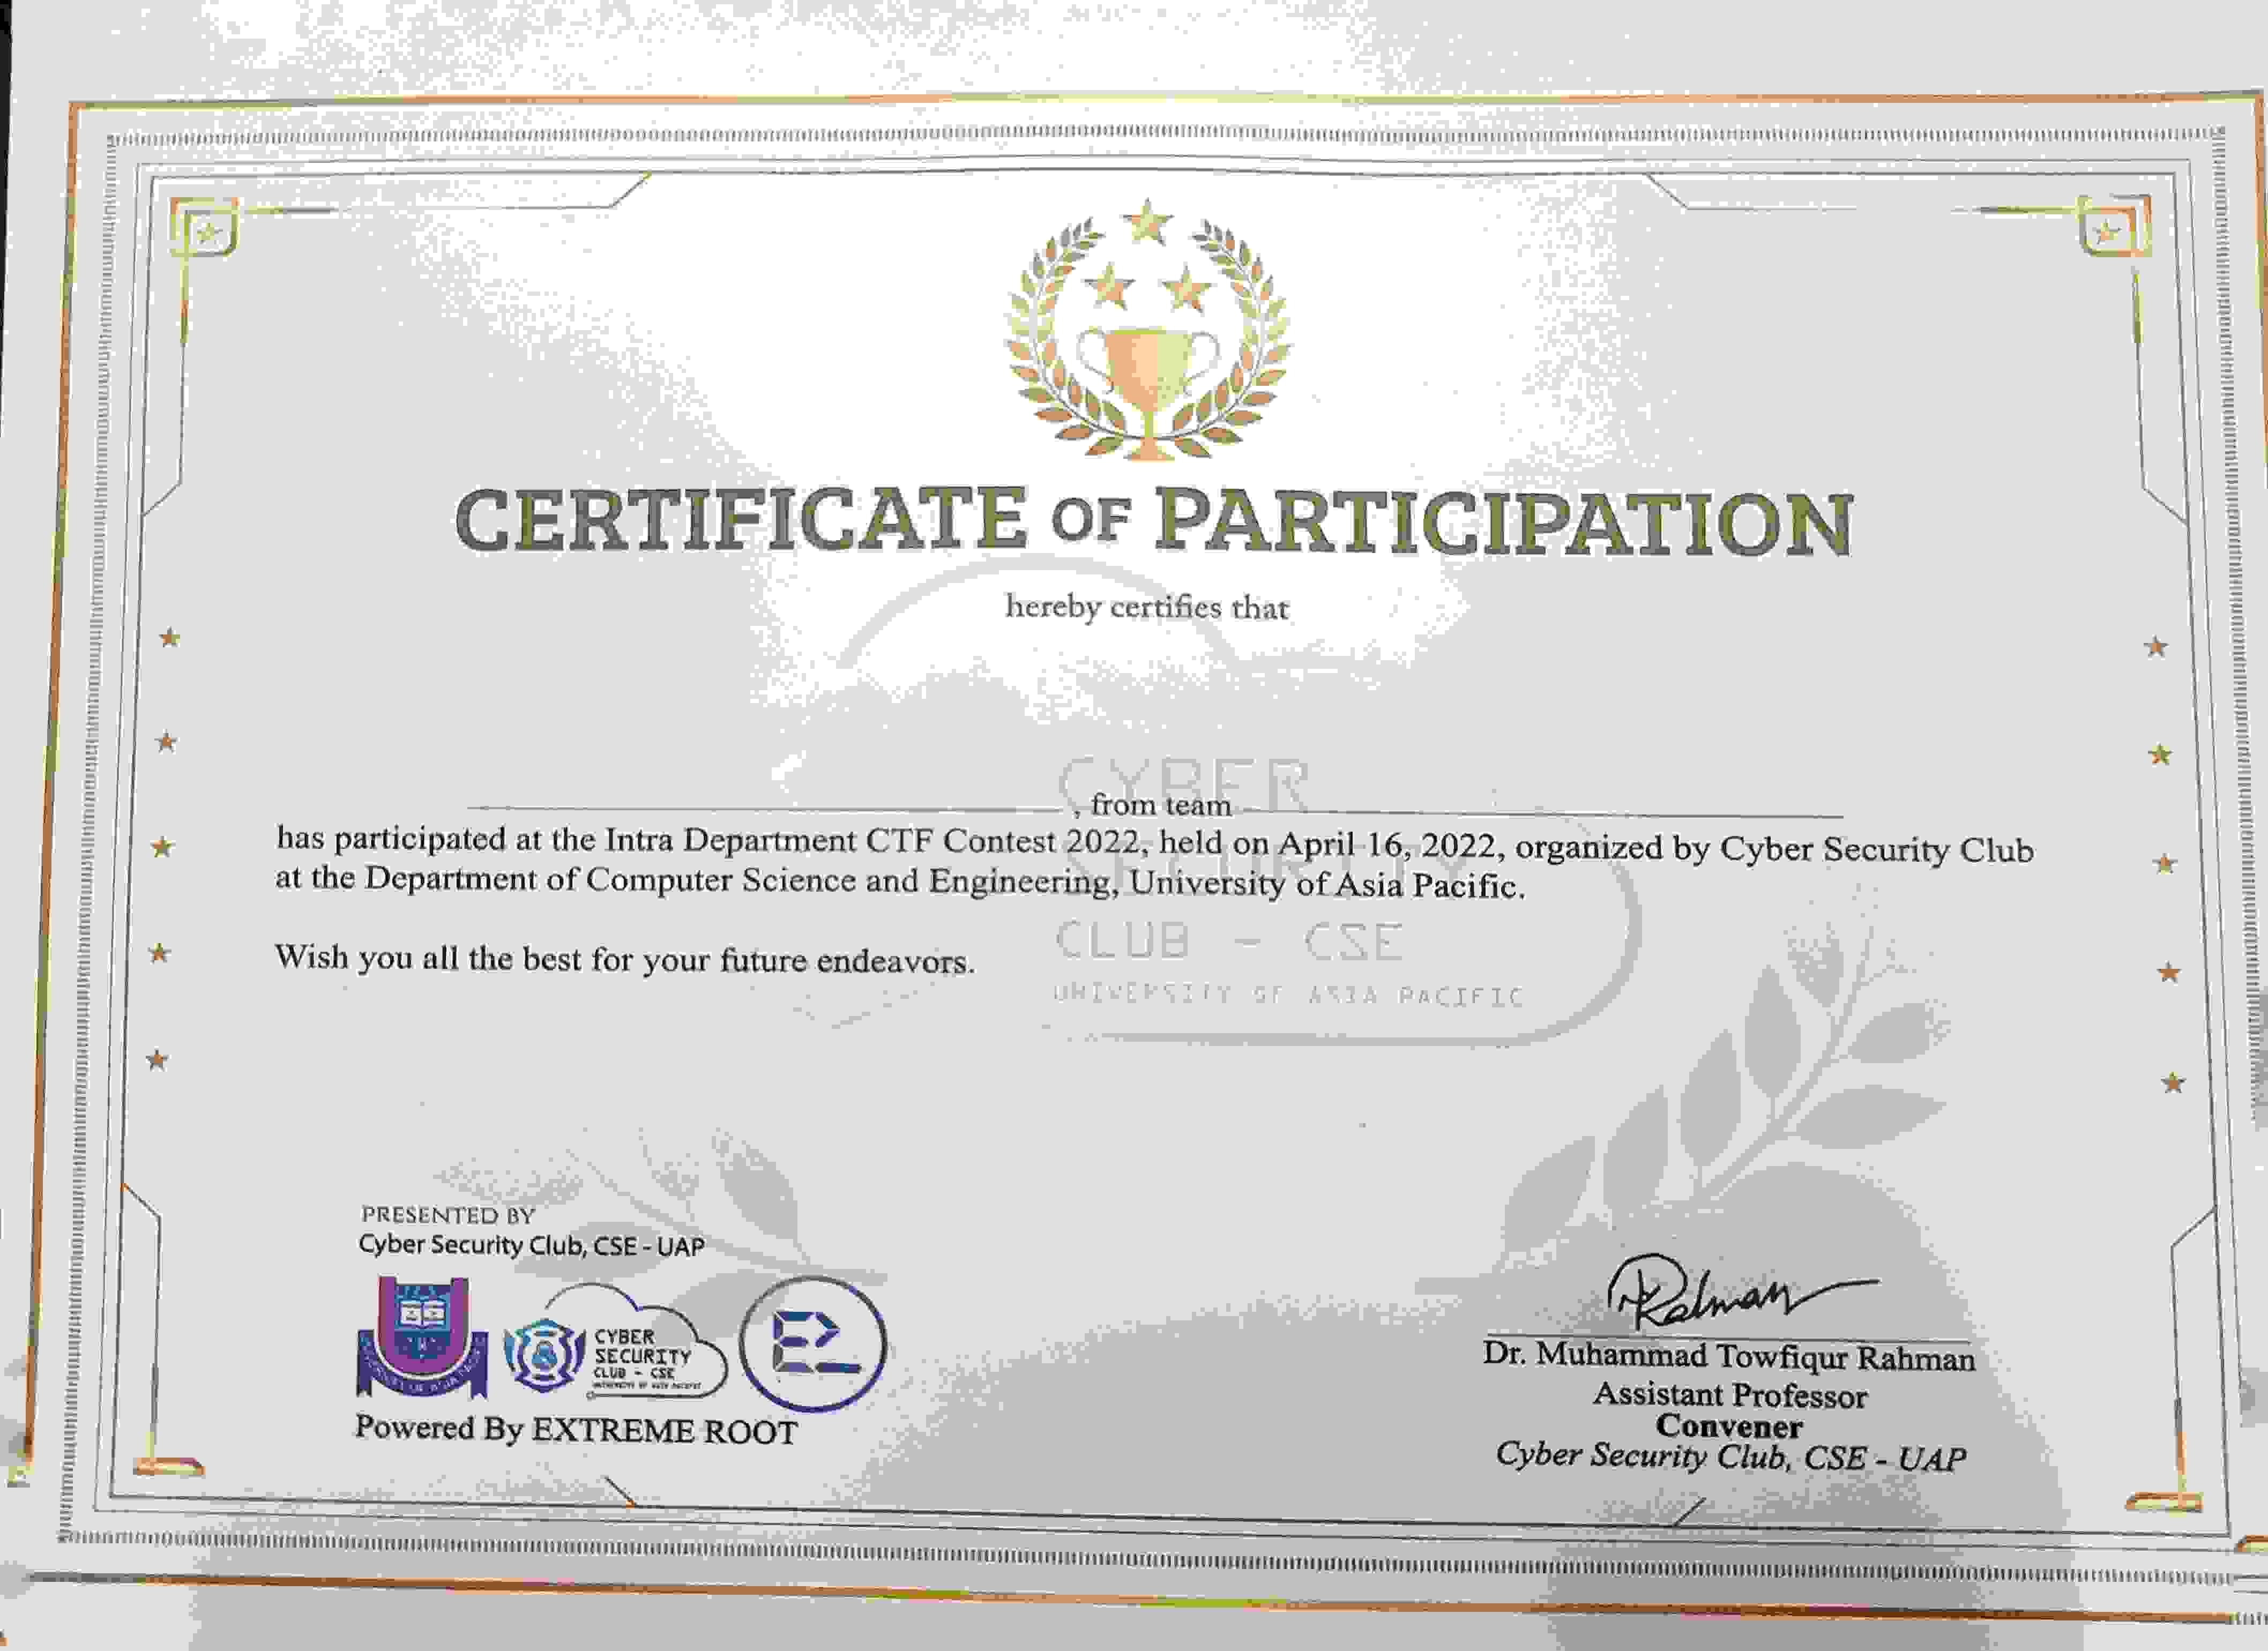 CERTIFICATE OF PARTICIPATION
hereby certifies that
, from team
has participated at the Intra Department CTF Contest 2022, held on April 16, 2022, organized by Cyber Security Club
at the Department of Computer Science and Engineering, University of Asia Pacific.
Wish you all the best for your future endeavors.
CYBER
SECURITY
CLUB - CSE
UNIVERSITY OF ASIA PACIFIC
PRESENTED BY
Cyber Security Club, CSE - UAP
CYBER
SECURITY
CLUB - CSE
UNIVERSITY OF ASIA PACIFIC
Powered By EXTREME ROOT
Rahman
Dr. Muhammad Towfiqur Rahman
Assistant Professor
Convener
Cyber Security Club, CSE - UAP